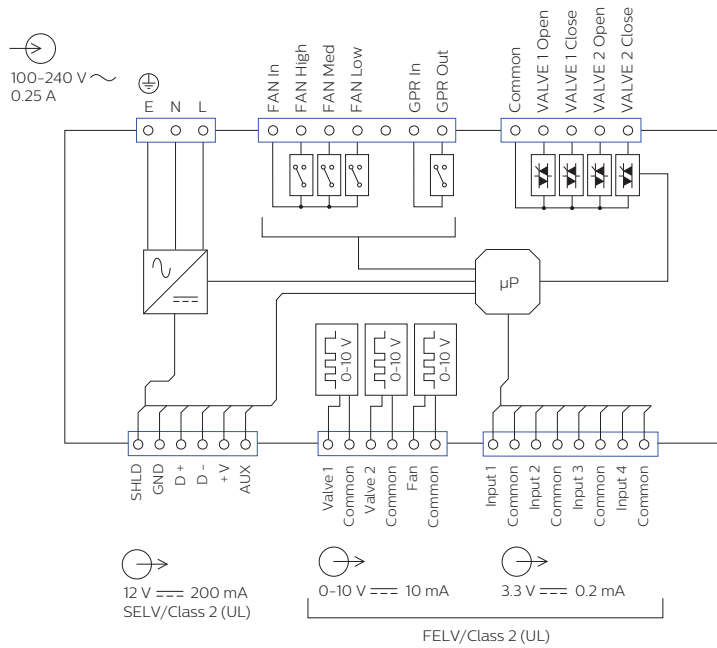 100-240 V ~
0.25 A
E N L
FAN In
FAN High
FAN Med
FAN Low
GPR In
GPR Out
Common
VALVE 1 Open
VALVE 1 Close
VALVE 2 Open
VALVE 2 Close
µP
0-10 V
0-10 V
0-10 V
SHLD
GND
D +
D -
+V
AUX
Valve 1
Common
Valve 2
Common
Fan
Common
Input 1
Common
Input 2
Common
Input 3
Common
Input 4
Common
12 V ⎓ 200 mA
SELV/Class 2 (UL)
0-10 V ⎓ 10 mA
3.3 V ⎓ 0.2 mA
FELV/Class 2 (UL)